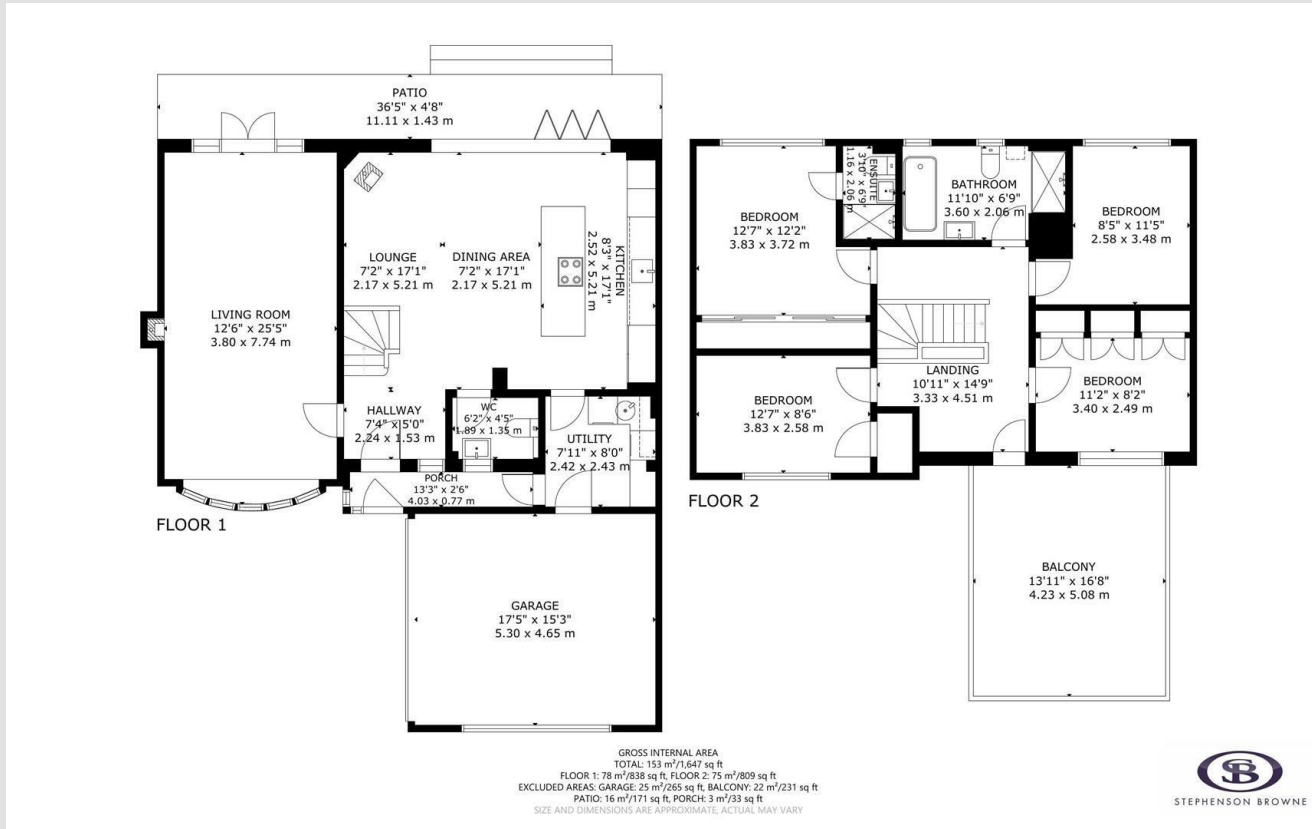 PATIO
36'5" x 4'8"
11.11 x 1.43 m
LOUNGE
7'2" x 17'1"
2.17 x 5.21 m
DINING AREA
7'2" x 17'1"
2.17 x 5.21 m
KITCHEN
8'3" x 17'1"
2.52 x 5.21 m
LIVING ROOM
12'6" x 25'5"
3.80 x 7.74 m
HALLWAY
7'4" x 5'0"
2.24 x 1.53 m
WC
6'2" x 4'5"
1.89 x 1.35 m
UTILITY
7'11" x 8'0"
2.42 x 2.43 m
PORCH
13'3" x 2'6"
4.03 x 0.77 m
FLOOR 1
GARAGE
17'5" x 15'3"
5.30 x 4.65 m
BEDROOM
12'7" x 12'2"
3.83 x 3.72 m
ENSUITE
3'10" x 6'9"
1.16 x 2.06 m
BATHROOM
11'10" x 6'9"
3.60 x 2.06 m
BEDROOM
8'5" x 11'5"
2.58 x 3.48 m
LANDING
10'11" x 14'9"
3.33 x 4.51 m
BEDROOM
11'2" x 8'2"
3.40 x 2.49 m
BEDROOM
12'7" x 8'6"
3.83 x 2.58 m
FLOOR 2
BALCONY
13'11" x 16'8"
4.23 x 5.08 m
GROSS INTERNAL AREA
TOTAL: 153 m²/1,647 sq ft
FLOOR 1: 78 m²/838 sq ft, FLOOR 2: 75 m²/809 sq ft
EXCLUDED AREAS: GARAGE: 25 m²/265 sq ft, BALCONY: 22 m²/231 sq ft
PATIO: 16 m²/171 sq ft, PORCH: 3 m²/33 sq ft
SIZE AND DIMENSIONS ARE APPROXIMATE, ACTUAL MAY VARY
SB
STEPHENSON BROWNE